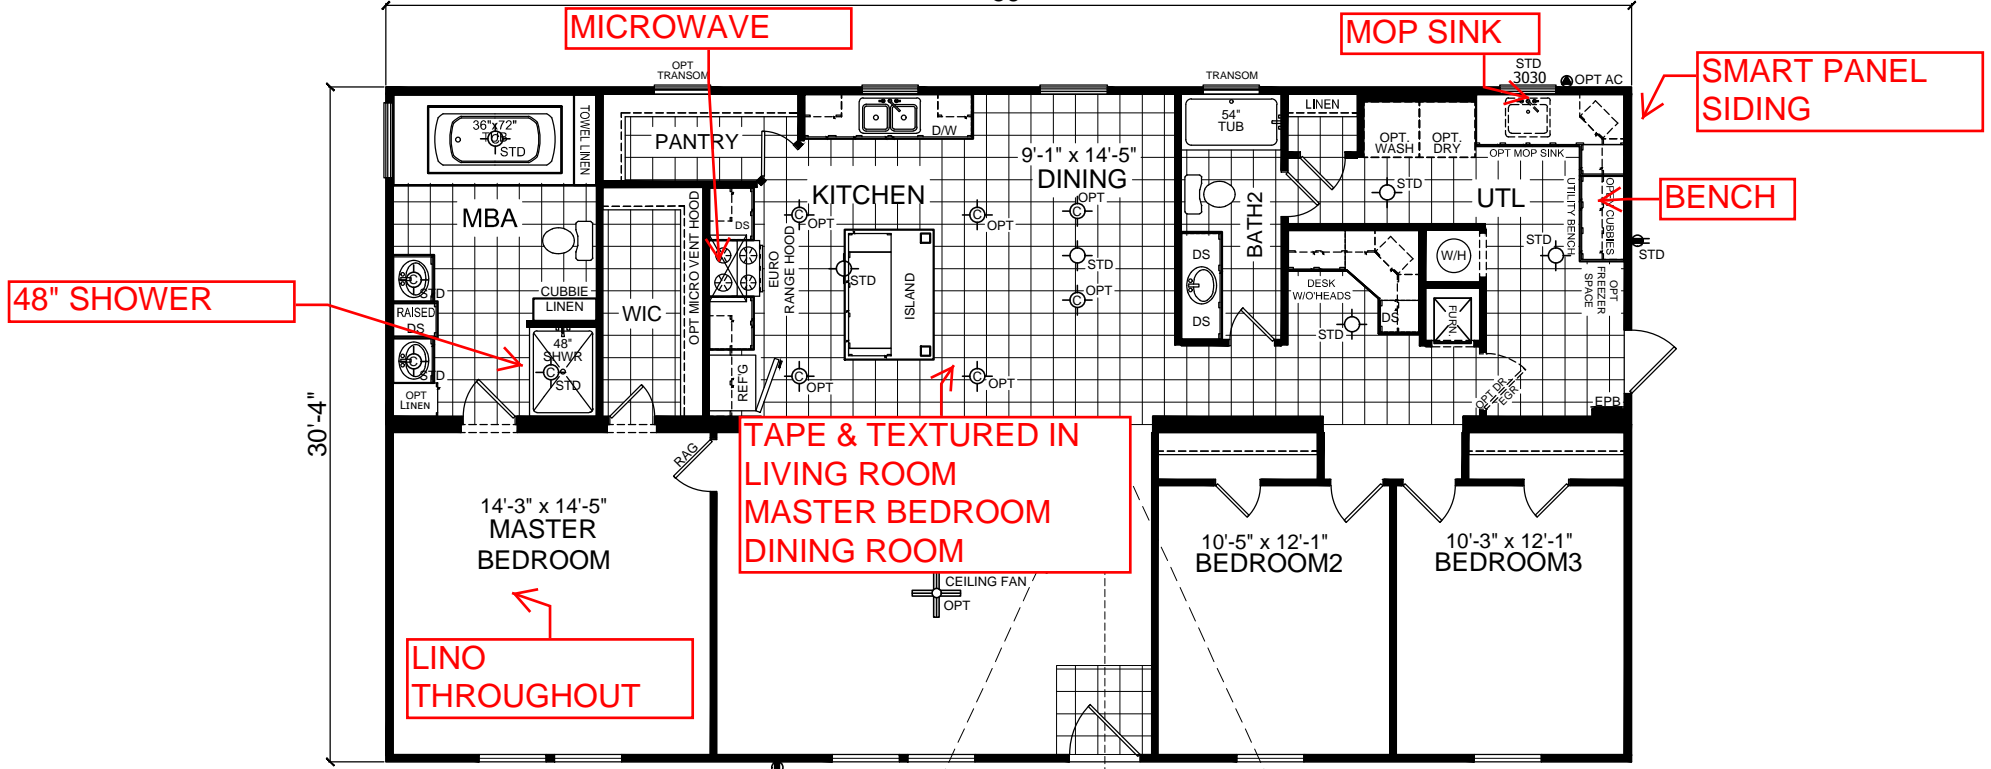 MICROWAVE
MOP SINK
SMART PANEL
SIDING
OPT
TRANSOM
TRANSOM
STD
3030
OPT AC
36"x72"
TUB
STD
TOWEL LINEN
PANTRY
D/W
9'-1" x 14'-5"
DINING
54"
TUB
LINEN
OPT.
WASH
OPT.
DRY
OPT MOP SINK
BENCH
MBA
KITCHEN
OPT
OPT
OPT
STD
OPT
BATH2
STD
UTL
UTILITY BENCH
OPEN CUBBIES
STD
STD
OPT MICRO VENT HOOD
DS
EURO
RANGE HOOD
STD
ISLAND
DS
DS
W/H
DESK
W/O'HEADS
DS
STD
FURN
OPT
FREEZER
SPACE
48" SHOWER
STD
RAISED
DS
STD
OPT
LINEN
CUBBIE
LINEN
48"
SHWR
STD
WIC
REFG
OPT
OPT
OPT DR
EPB
30'-4"
RAG
TAPE & TEXTURED IN
LIVING ROOM
MASTER BEDROOM
DINING ROOM
14'-3" x 14'-5"
MASTER
BEDROOM
10'-5" x 12'-1"
BEDROOM2
10'-3" x 12'-1"
BEDROOM3
CEILING FAN
OPT
LINO
THROUGHOUT